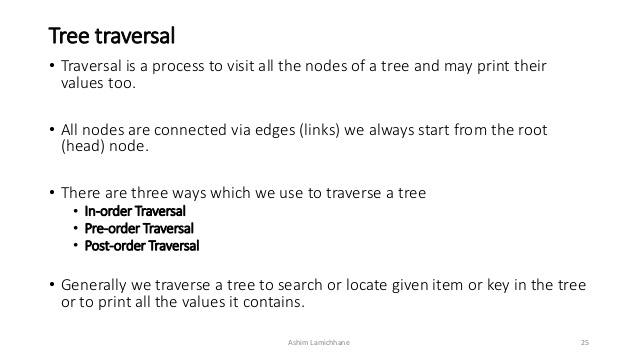 Tree traversal
• Traversal is a process to visit all the nodes of a tree and may print their
values too.
• All nodes are connected via edges (links) we always start from the root
(head) node.
• There are three ways which we use to traverse a tree
• In-order Traversal
• Pre-order Traversal
• Post-order Traversal
• Generally we traverse a tree to search or locate given item or key in the tree
or to print all the values it contains.
Ashim Lamichhane
25